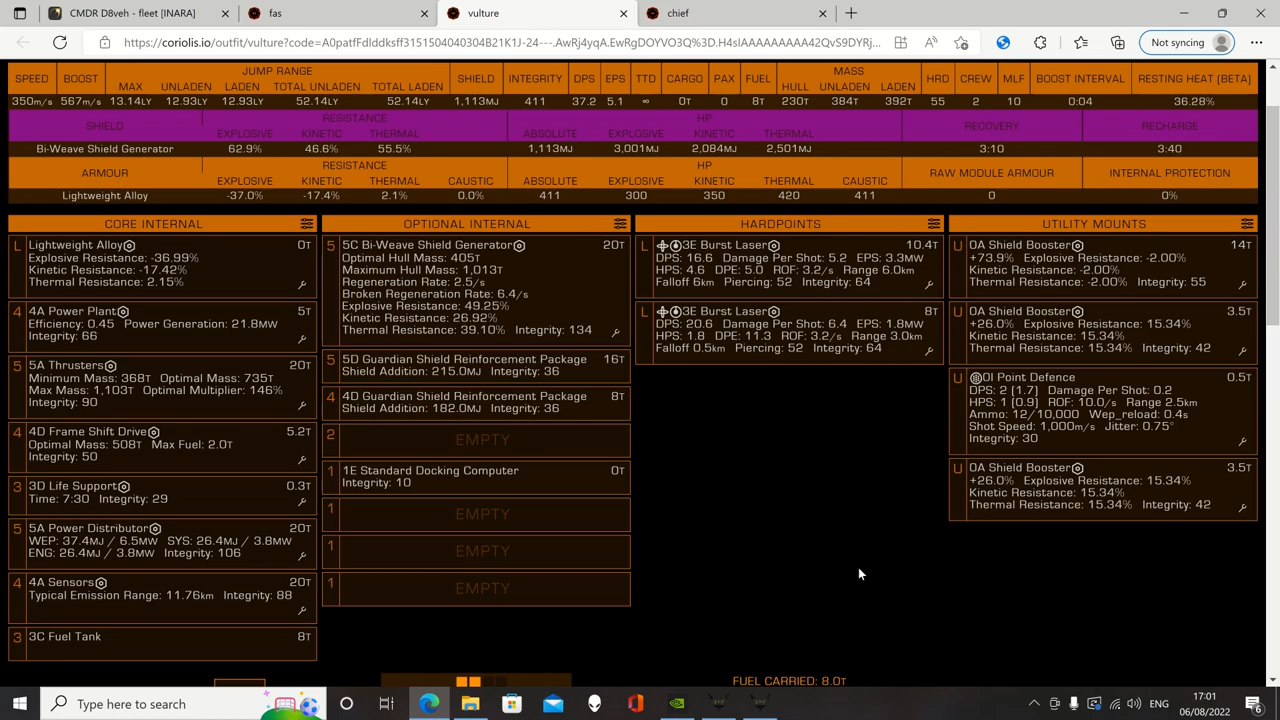 CMDR D8veh - fleet [INARA]
fas
vulture
chief
https://coriolis.io/outfit/vulture?code=A0patfFdlddksff3151504040304B21K1J-24---.AwRj4yqA.EwRgDOYVO3Q%3D.H4sIAAAAAAAAA42QvS9DYRj...
Not syncing
SPEED BOOST JUMP RANGE SHIELD INTEGRITY DPS EPS TTD CARGO PAX FUEL MASS HRD CREW MLF BOOST INTERVAL RESTING HEAT (BETA)
MAX UNLADEN LADEN TOTAL UNLADEN TOTAL LADEN HULL UNLADEN LADEN
350m/s 567m/s 13.14LY 12.93LY 12.93LY 52.14LY 52.14LY 1,113MJ 411 37.2 5.1 ∞ 0T 0 8T 230T 384T 392T 55 2 10 0:04 36.28%
SHIELD RESISTANCE HP RECOVERY RECHARGE
EXPLOSIVE KINETIC THERMAL ABSOLUTE EXPLOSIVE KINETIC THERMAL
Bi-Weave Shield Generator 62.9% 46.6% 55.5% 1,113MJ 3,001MJ 2,084MJ 2,501MJ 3:10 3:40
ARMOUR RESISTANCE HP RAW MODULE ARMOUR INTERNAL PROTECTION
EXPLOSIVE KINETIC THERMAL CAUSTIC ABSOLUTE EXPLOSIVE KINETIC THERMAL CAUSTIC
Lightweight Alloy -37.0% -17.4% 2.1% 0.0% 411 300 350 420 411 0 0%
CORE INTERNAL
L Lightweight Alloy 0T
Explosive Resistance: -36.99%
Kinetic Resistance: -17.42%
Thermal Resistance: 2.15%
4 4A Power Plant 5T
Efficiency: 0.45 Power Generation: 21.8MW
Integrity: 66
5 5A Thrusters 20T
Minimum Mass: 368T Optimal Mass: 735T
Max Mass: 1,103T Optimal Multiplier: 146%
Integrity: 90
4 4D Frame Shift Drive 5.2T
Optimal Mass: 508T Max Fuel: 2.0T
Integrity: 50
3 3D Life Support 0.3T
Time: 7:30 Integrity: 29
5 5A Power Distributor 20T
WEP: 37.4MJ / 6.5MW SYS: 26.4MJ / 3.8MW
ENG: 26.4MJ / 3.8MW Integrity: 106
4 4A Sensors 20T
Typical Emission Range: 11.76km Integrity: 88
3 3C Fuel Tank 8T
OPTIONAL INTERNAL
5 5C Bi-Weave Shield Generator 20T
Optimal Hull Mass: 405T
Maximum Hull Mass: 1,013T
Regeneration Rate: 2.5/s
Broken Regeneration Rate: 6.4/s
Explosive Resistance: 49.25%
Kinetic Resistance: 26.92%
Thermal Resistance: 39.10% Integrity: 134
5 5D Guardian Shield Reinforcement Package 16T
Shield Addition: 215.0MJ Integrity: 36
4 4D Guardian Shield Reinforcement Package 8T
Shield Addition: 182.0MJ Integrity: 36
2 EMPTY
1 1E Standard Docking Computer 0T
Integrity: 10
1 EMPTY
1 EMPTY
1 EMPTY
HARDPOINTS
L 3E Burst Laser 10.4T
DPS: 16.6 Damage Per Shot: 5.2 EPS: 3.3MW
HPS: 4.6 DPE: 5.0 ROF: 3.2/s Range 6.0km
Falloff 6km Piercing: 52 Integrity: 64
L 3E Burst Laser 8T
DPS: 20.6 Damage Per Shot: 6.4 EPS: 1.8MW
HPS: 1.8 DPE: 11.3 ROF: 3.2/s Range 3.0km
Falloff 0.5km Piercing: 52 Integrity: 64
UTILITY MOUNTS
U 0A Shield Booster 14T
+73.9% Explosive Resistance: -2.00%
Kinetic Resistance: -2.00%
Thermal Resistance: -2.00% Integrity: 55
U 0A Shield Booster 3.5T
+26.0% Explosive Resistance: 15.34%
Kinetic Resistance: 15.34%
Thermal Resistance: 15.34% Integrity: 42
U 0I Point Defence 0.5T
DPS: 2 [1.7] Damage Per Shot: 0.2
HPS: 1 [0.9] ROF: 10.0/s Range 2.5km
Ammo: 12/10,000 Wep_reload: 0.4s
Shot Speed: 1,000m/s Jitter: 0.75°
Integrity: 30
U 0A Shield Booster 3.5T
+26.0% Explosive Resistance: 15.34%
Kinetic Resistance: 15.34%
Thermal Resistance: 15.34% Integrity: 42
FUEL CARRIED: 8.0T
Type here to search
ENG
17:01
06/08/2022
6